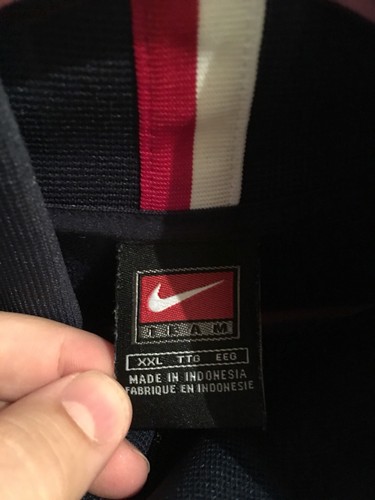 TEAM
XXL TTG EEG
MADE IN INDONESIA
FABRIQUE EN INDONESIE